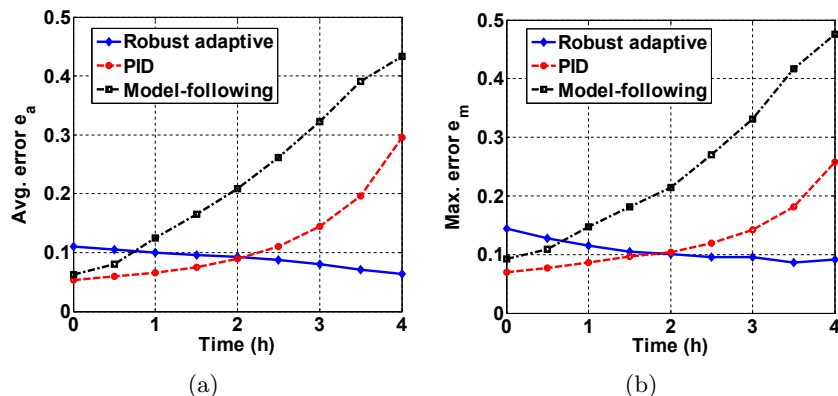 0.5
0.4
0.3
0.2
0.1
0
Avg. error e_a
Robust adaptive
PID
Model-following
0 1 2 3 4
Time (h)
(a)
0.5
0.4
0.3
0.2
0.1
0
Max. error e_m
Robust adaptive
PID
Model-following
0 1 2 3 4
Time (h)
(b)